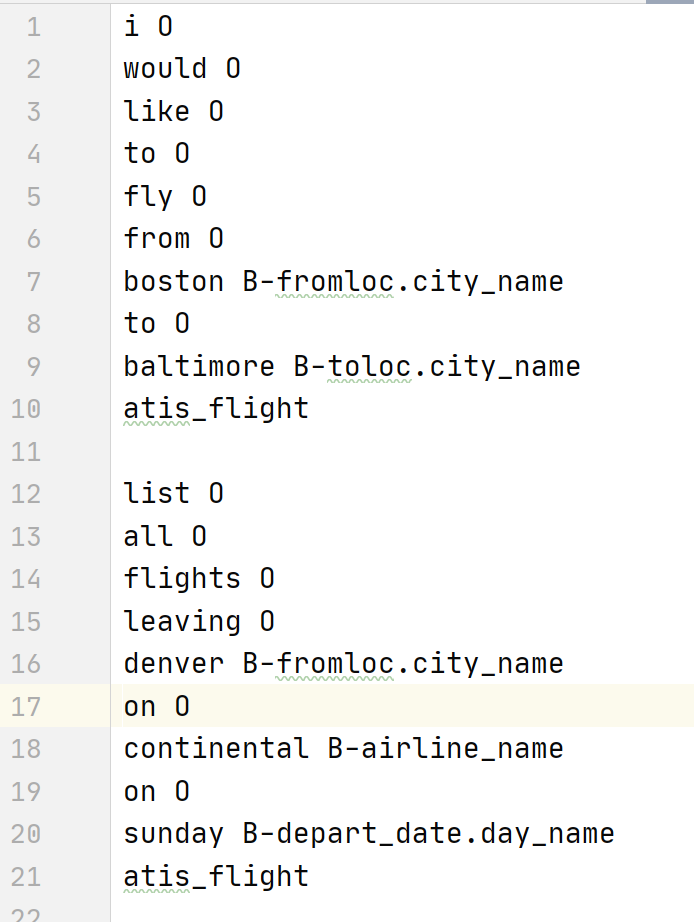 1 i O
2 would O
3 like O
4 to O
5 fly O
6 from O
7 boston B-fromloc.city_name
8 to O
9 baltimore B-toloc.city_name
10 atis_flight
11
12 list O
13 all O
14 flights O
15 leaving O
16 denver B-fromloc.city_name
17 on O
18 continental B-airline_name
19 on O
20 sunday B-depart_date.day_name
21 atis_flight
22